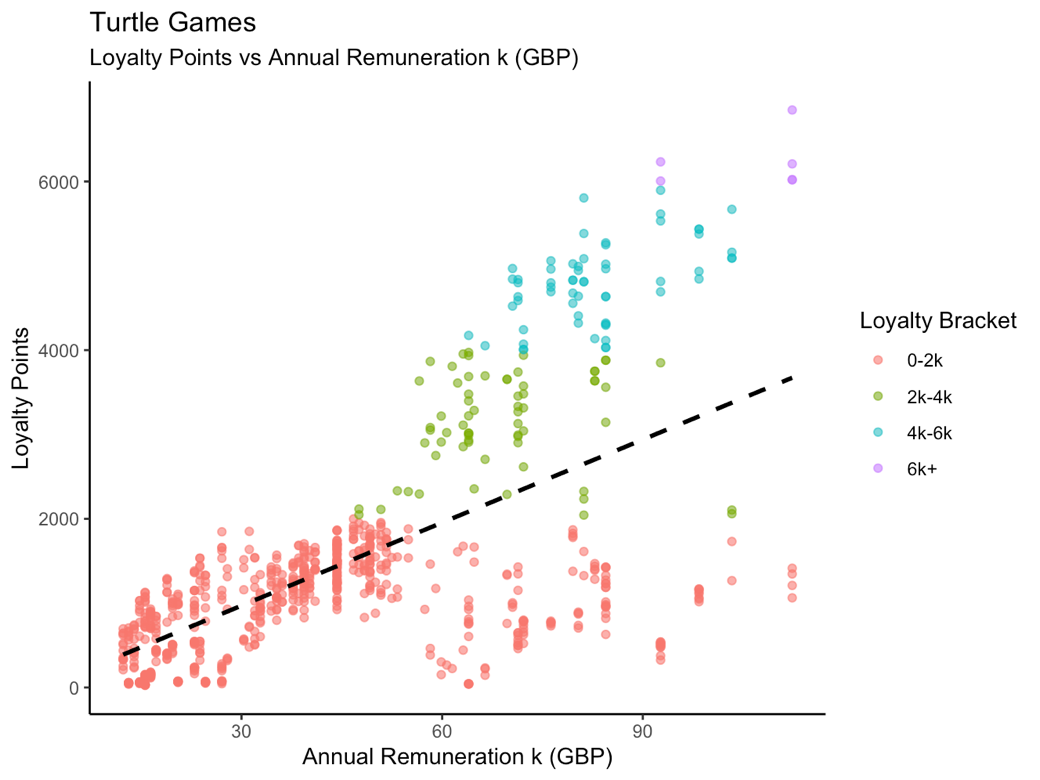 Turtle Games
Loyalty Points vs Annual Remuneration k (GBP)
6000
4000
2000
0
Loyalty Points
30
60
90
Annual Remuneration k (GBP)
Loyalty Bracket
0-2k
2k-4k
4k-6k
6k+